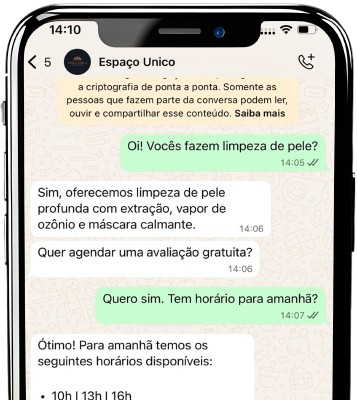 14:10
5
Espaço Unico
a criptografia de ponta a ponta. Somente as
pessoas que fazem parte da conversa podem ler,
ouvir e compartilhar esse conteúdo. Saiba mais
Oi! Vocês fazem limpeza de pele?
14:05
Sim, oferecemos limpeza de pele
profunda com extração, vapor de
ozônio e máscara calmante.
14:06
Quer agendar uma avaliação gratuita?
14:06
Quero sim. Tem horário para amanhã?
14:07
Ótimo! Para amanhã temos os
seguintes horários disponíveis:
• 10h | 13h | 16h